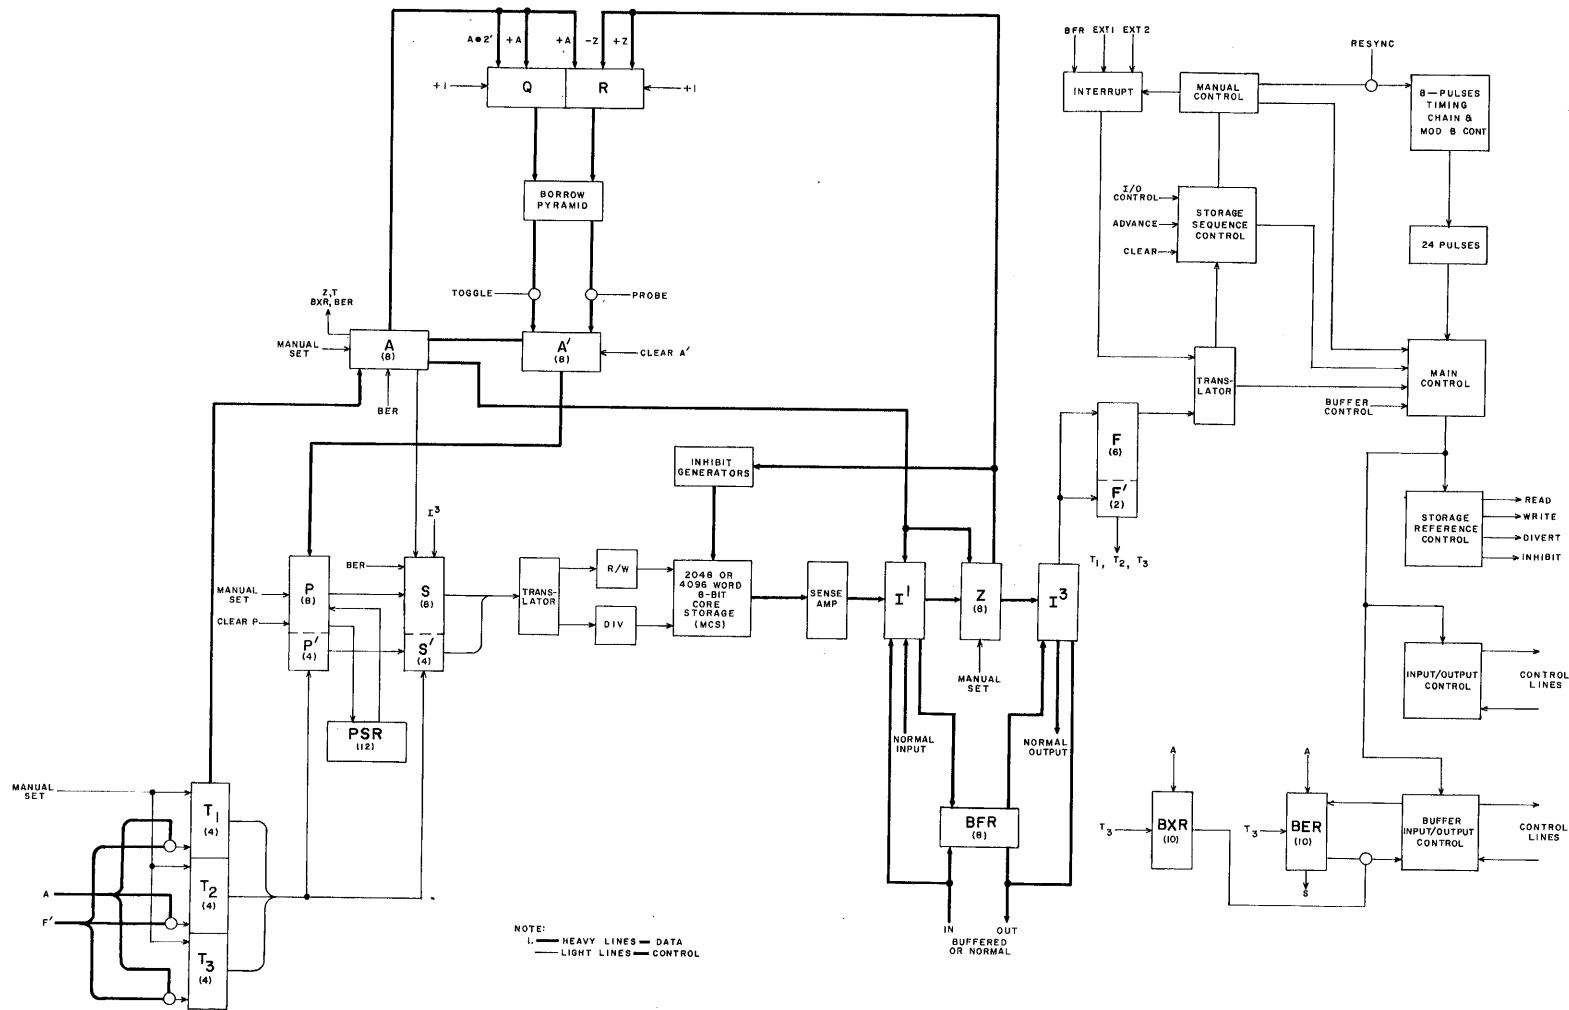 A●2' +A +A -Z +Z
+1 Q R +1
BORROW
PYRAMID
TOGGLE PROBE
Z,T
BXR, BER
MANUAL
SET
A
(8)
A'
(8)
CLEAR A'
BER
INHIBIT
GENERATORS
I³
BER
MANUAL
SET
CLEAR P
P
(8)
P'
(4)
S
(8)
S'
(4)
PSR
(12)
TRANS-
LATOR
R/W
DIV
2048 OR
4096 WORD
8-BIT
CORE
STORAGE
(MCS)
SENSE
AMP
I¹
Z
(8)
I³
MANUAL
SET
NORMAL
INPUT
NORMAL
OUTPUT
BFR
(8)
IN OUT
BUFFERED
OR NORMAL
MANUAL
SET
T₁
(4)
T₂
(4)
T₃
(4)
A
F'
NOTE:
1. HEAVY LINES — DATA
LIGHT LINES — CONTROL
BFR EXT1 EXT2
INTERRUPT
MANUAL
CONTROL
RESYNC
8—PULSES
TIMING
CHAIN &
MOD 8 CONT
I/O
CONTROL
ADVANCE
CLEAR
STORAGE
SEQUENCE
CONTROL
24 PULSES
TRANS-
LATOR
MAIN
CONTROL
BUFFER
CONTROL
F
(6)
F'
(2)
T₁, T₂, T₃
STORAGE
REFERENCE
CONTROL
READ
WRITE
DIVERT
INHIBIT
INPUT/OUTPUT
CONTROL
CONTROL
LINES
A
T₃
BXR
(10)
A
T₃
BER
(10)
S
BUFFER
INPUT/OUTPUT
CONTROL
CONTROL
LINES